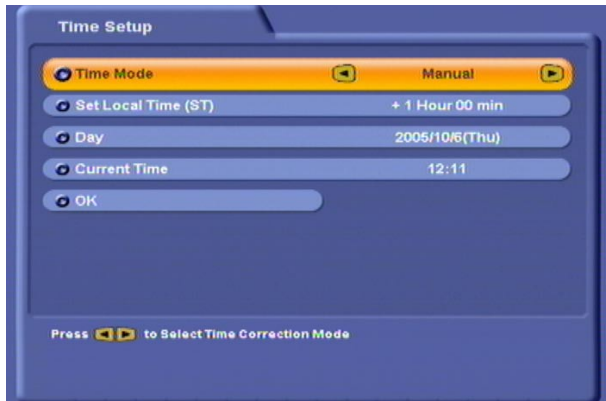 Time Setup
Time Mode Manual
Set Local Time (ST) + 1 Hour 00 min
Day 2005/10/6(Thu)
Current Time 12:11
OK
Press to Select Time Correction Mode